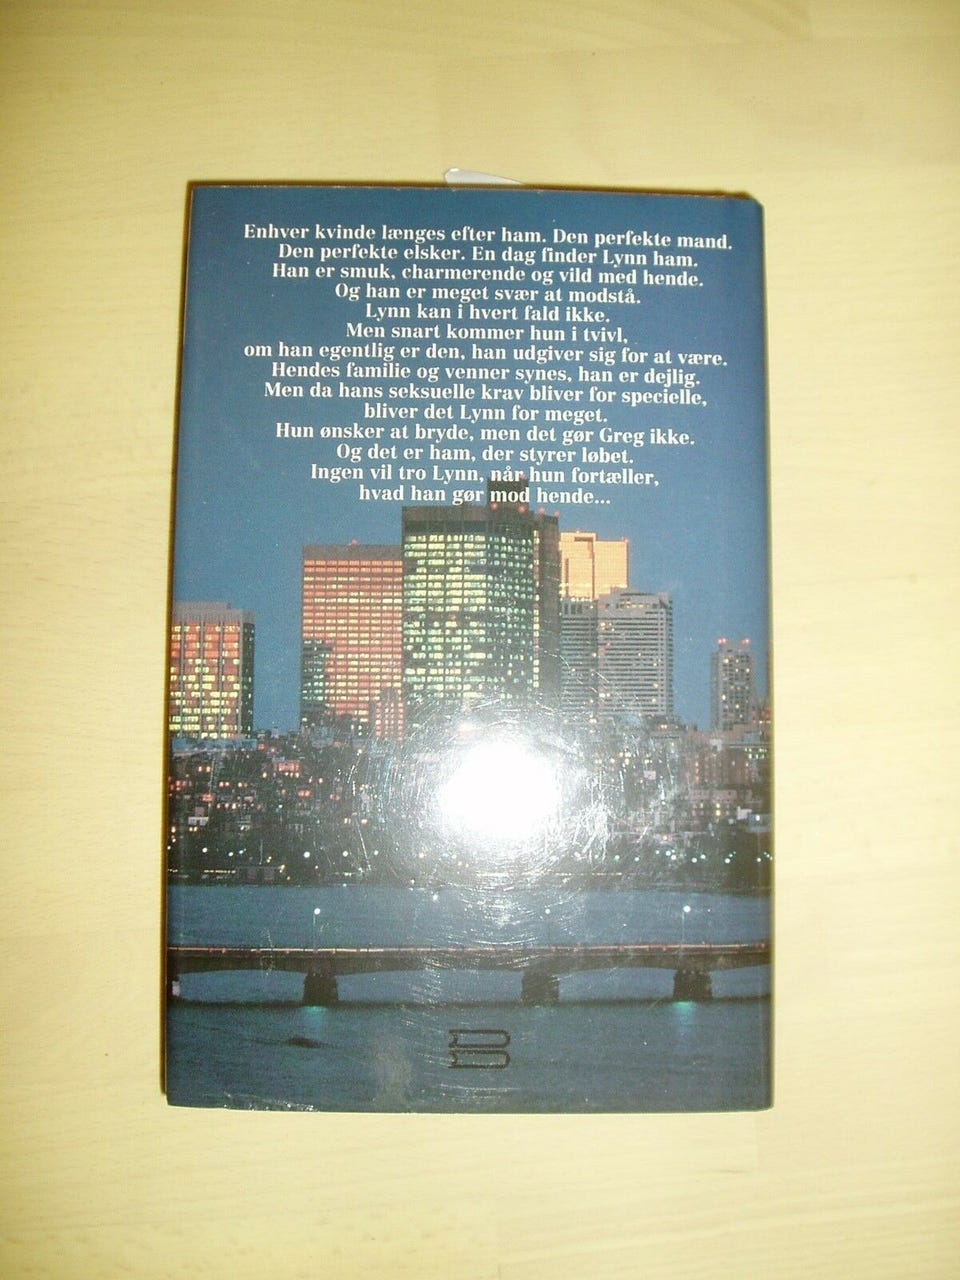 Enhver kvinde længes efter ham. Den perfekte mand.
Den perfekte elsker. En dag finder Lynn ham.
Han er smuk, charmerende og vild med hende.
Og han er meget svær at modstå.
Lynn kan i hvert fald ikke.
Men snart kommer hun i tvivl,
om han egentlig er den, han udgiver sig for at være.
Hendes familie og venner synes, han er dejlig.
Men da hans seksuelle krav bliver for specielle,
bliver det Lynn for meget.
Hun ønsker at bryde, men det gør Greg ikke.
Og det er ham, der styrer løbet.
Ingen vil tro Lynn, når hun fortæller,
hvad han gør mod hende...